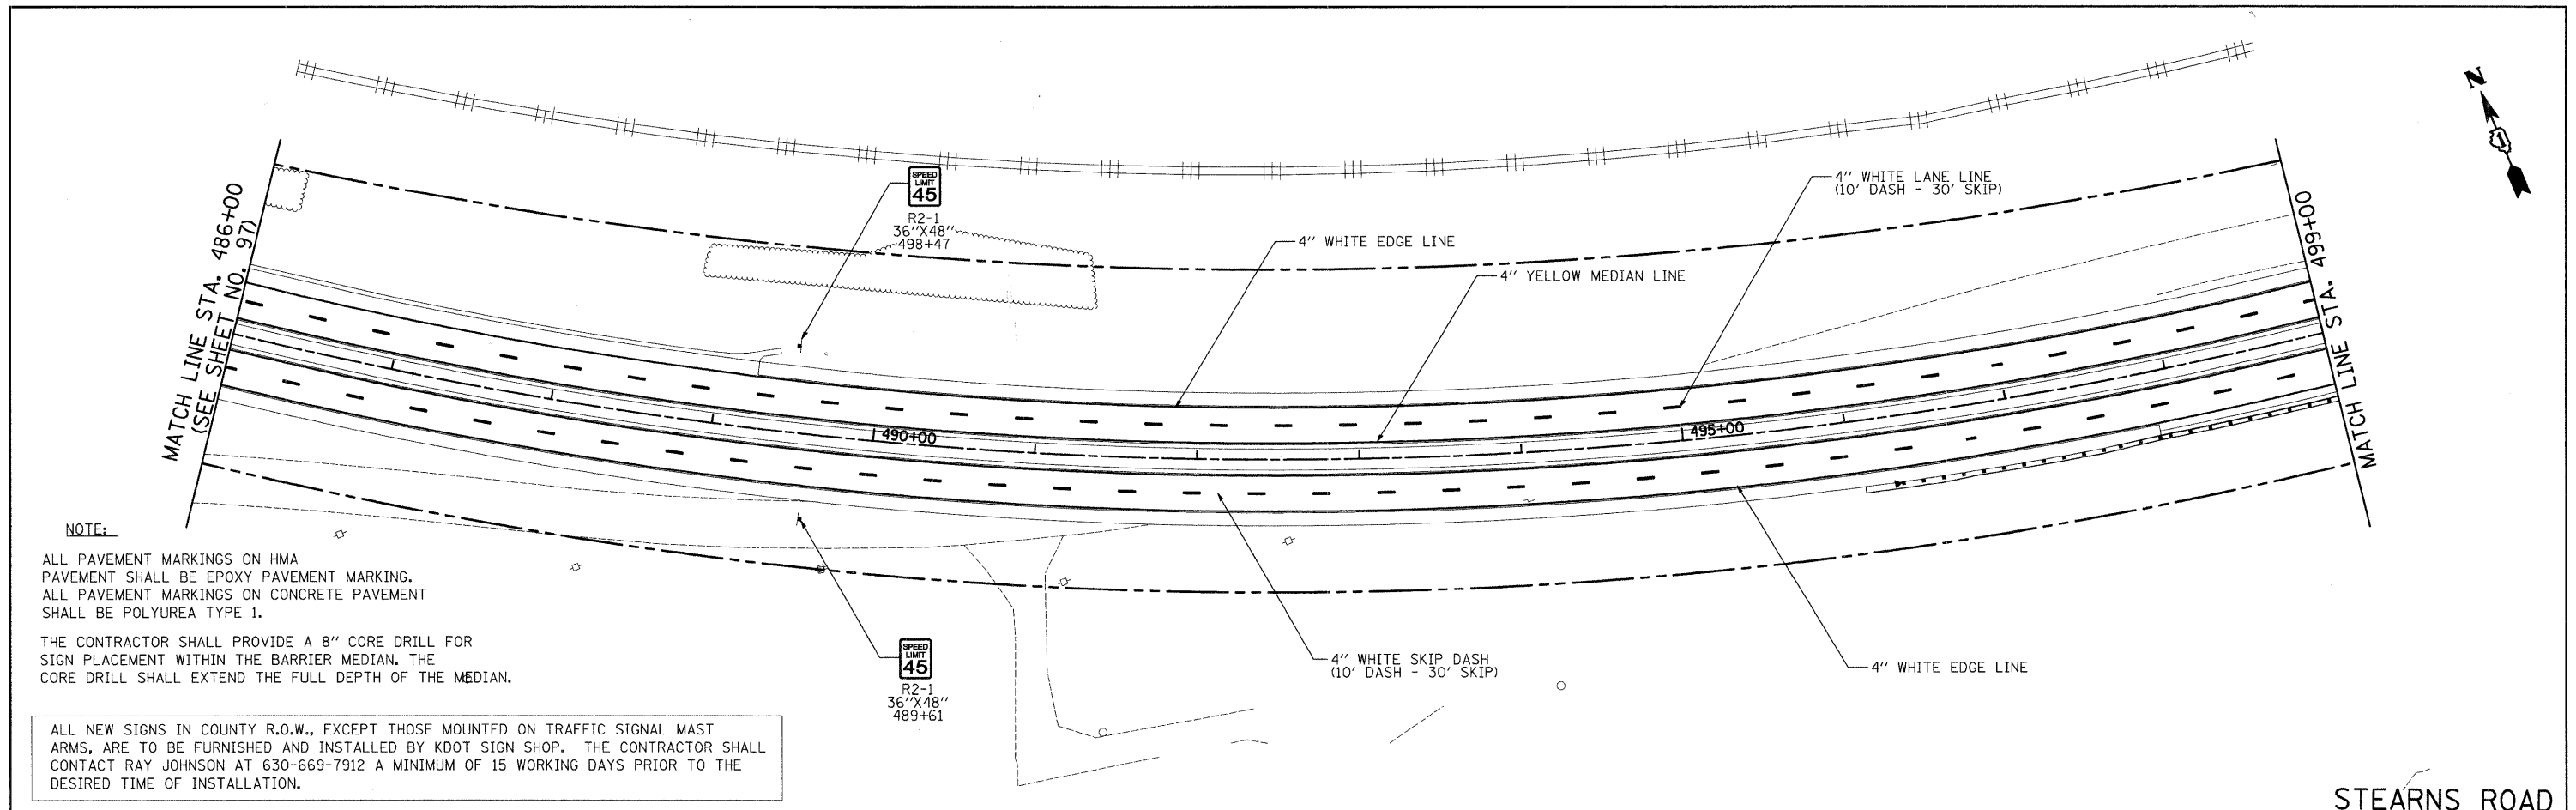 N
MATCH LINE STA. 486+00
(SEE SHEET NO. 97)
SPEED
LIMIT
45
R2-1
36"X48"
498+47
4" WHITE EDGE LINE
4" YELLOW MEDIAN LINE
4" WHITE LANE LINE
(10' DASH - 30' SKIP)
MATCH LINE STA. 499+00
490+00
495+00
NOTE:
ALL PAVEMENT MARKINGS ON HMA
PAVEMENT SHALL BE EPOXY PAVEMENT MARKING.
ALL PAVEMENT MARKINGS ON CONCRETE PAVEMENT
SHALL BE POLYUREA TYPE 1.
THE CONTRACTOR SHALL PROVIDE A 8" CORE DRILL FOR
SIGN PLACEMENT WITHIN THE BARRIER MEDIAN. THE
CORE DRILL SHALL EXTEND THE FULL DEPTH OF THE MEDIAN.
SPEED
LIMIT
45
R2-1
36"X48"
489+61
4" WHITE SKIP DASH
(10' DASH - 30' SKIP)
4" WHITE EDGE LINE
ALL NEW SIGNS IN COUNTY R.O.W., EXCEPT THOSE MOUNTED ON TRAFFIC SIGNAL MAST
ARMS, ARE TO BE FURNISHED AND INSTALLED BY KDOT SIGN SHOP. THE CONTRACTOR SHALL
CONTACT RAY JOHNSON AT 630-669-7912 A MINIMUM OF 15 WORKING DAYS PRIOR TO THE
DESIRED TIME OF INSTALLATION.
STEARNS ROAD